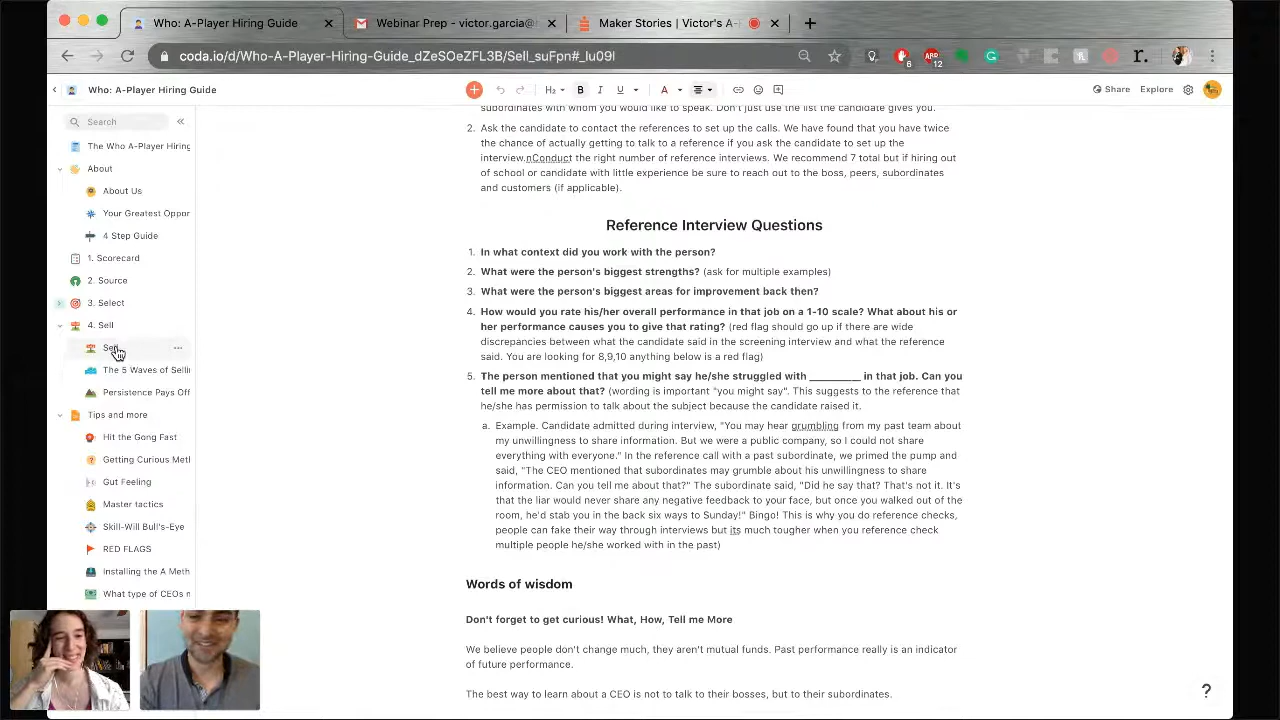 Who: A-Player Hiring Guide
Webinar Prep - victor.garcia@
Maker Stories | Victor's A-
coda.io/d/Who-A-Player-Hiring-Guide_dZeSOeZFL3B/Sell_suFpn#_lu09l
6
12
Who: A-Player Hiring Guide
H₂
B
I
U
A
Share
Explore
Search
The Who A-Player Hiring
About
About Us
Your Greatest Oppor
4 Step Guide
1. Scorecard
2. Source
3. Select
4. Sell
Sell
The 5 Waves of Sellin
Persistence Pays Off
Tips and more
Hit the Gong Fast
Getting Curious Meth
Gut Feeling
Master tactics
Skill-Will Bull's-Eye
RED FLAGS
Installing the A Meth
What type of CEOs m
subordinates with whom you would like to speak. Don't just use the list the candidate gives you.
2. Ask the candidate to contact the references to set up the calls. We have found that you have twice
the chance of actually getting to talk to a reference if you ask the candidate to set up the
interview.nConduct the right number of reference interviews. We recommend 7 total but if hiring out
of school or candidate with little experience be sure to reach out to the boss, peers, subordinates
and customers (if applicable).
Reference Interview Questions
1. In what context did you work with the person?
2. What were the person's biggest strengths? (ask for multiple examples)
3. What were the person's biggest areas for improvement back then?
4. How would you rate his/her overall performance in that job on a 1-10 scale? What about his or
her performance causes you to give that rating? (red flag should go up if there are wide
discrepancies between what the candidate said in the screening interview and what the reference
said. You are looking for 8,9,10 anything below is a red flag)
5. The person mentioned that you might say he/she struggled with _________ in that job. Can you
tell me more about that? (wording is important "you might say". This suggests to the reference that
he/she has permission to talk about the subject because the candidate raised it.
a. Example. Candidate admitted during interview, "You may hear grumbling from my past team about
my unwillingness to share information. But we were a public company, so I could not share
everything with everyone." In the reference call with a past subordinate, we primed the pump and
said, "The CEO mentioned that subordinates may grumble about his unwillingness to share
information. Can you tell me about that?" The subordinate said, "Did he say that? That's not it. It's
that the liar would never share any negative feedback to your face, but once you walked out of the
room, he'd stab you in the back six ways to Sunday!" Bingo! This is why you do reference checks,
people can fake their way through interviews but its much tougher when you reference check
multiple people he/she worked with in the past)
Words of wisdom
Don't forget to get curious! What, How, Tell me More
We believe people don't change much, they aren't mutual funds. Past performance really is an indicator
of future performance.
The best way to learn about a CEO is not to talk to their bosses, but to their subordinates.
?